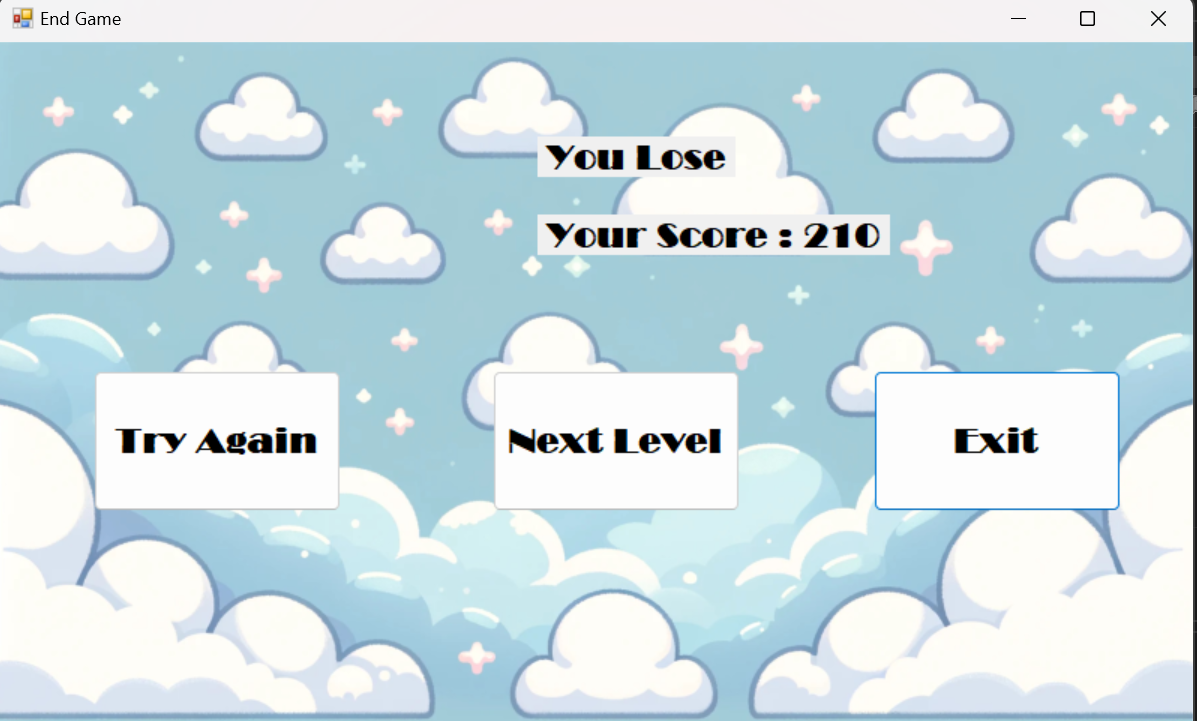 End Game
You Lose
Your Score : 210
Try Again
Next Level
Exit